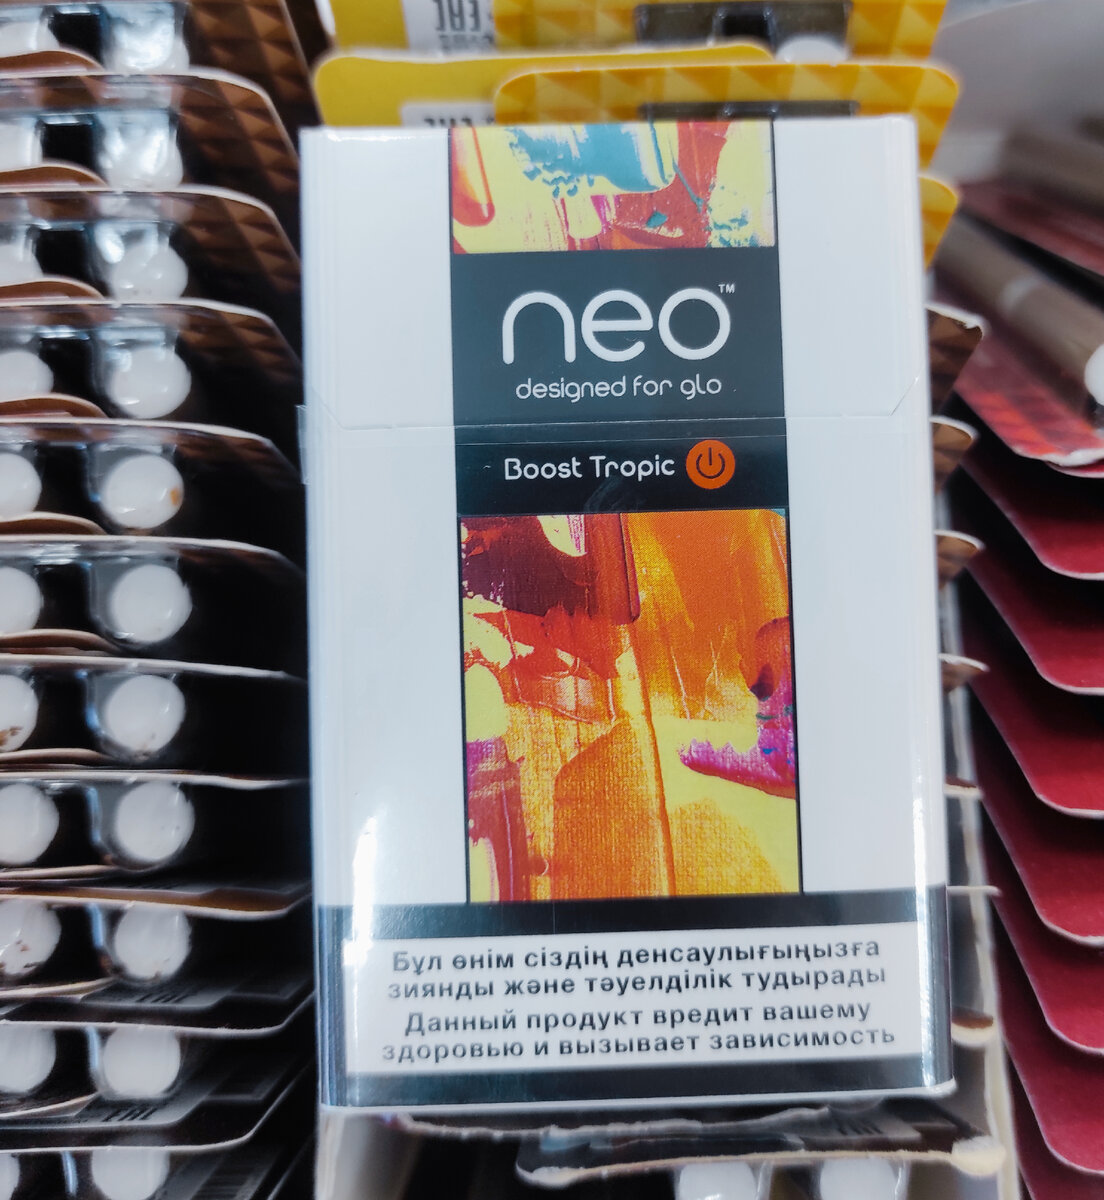 neo™
designed for glo
Boost Tropic
Бұл өнім сіздің денсаулығыңызға
зиянды және тәуелділік тудырады
Данный продукт вредит вашему
здоровью и вызывает зависимость